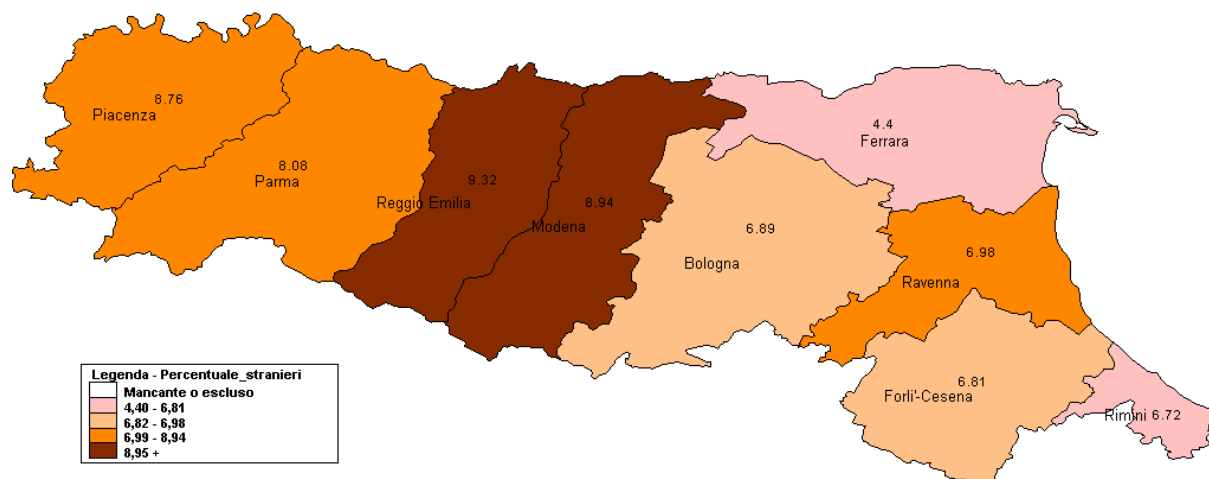 8.76
Piacenza
8.08
Parma
9.32
Reggio Emilia
8.94
Modena
6.89
Bologna
4.4
Ferrara
6.98
Ravenna
6.81
Forli'-Cesena
Rimini 6.72
Legenda - Percentuale_stranieri
Mancante o escluso
4,40 - 6,81
6,82 - 6,98
6,99 - 8,94
8,95 +